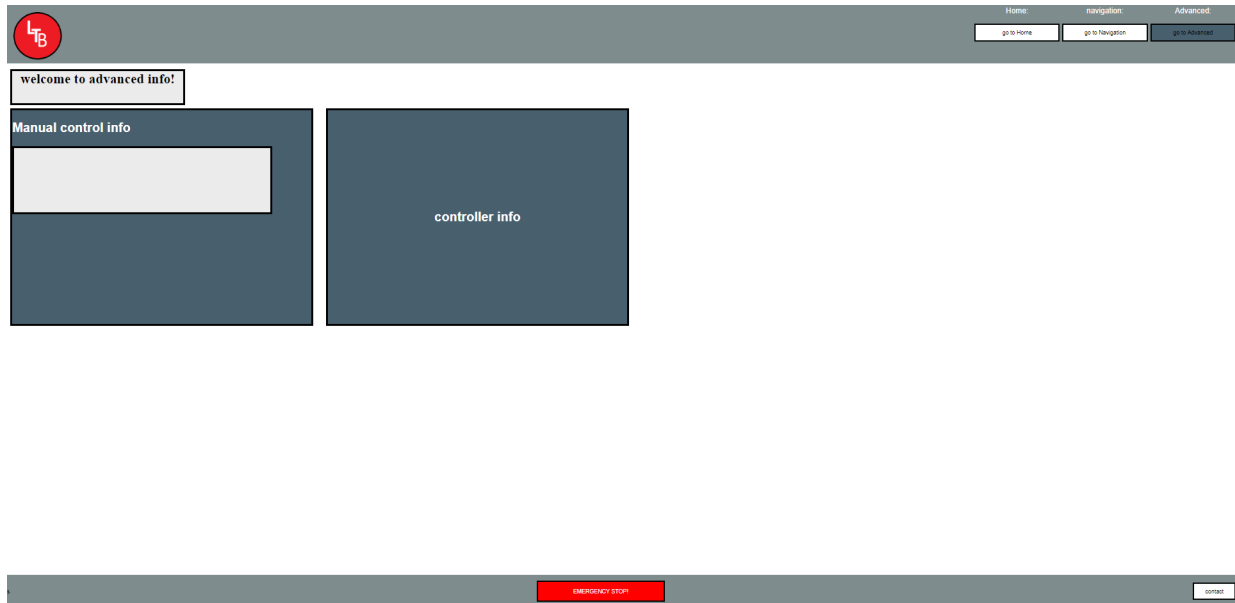 LTB
Home: navigation: Advanced:
go to Home go to Navigation go to Advanced
welcome to advanced info!
Manual control info
controller info
EMERGENCY STOP!
contact